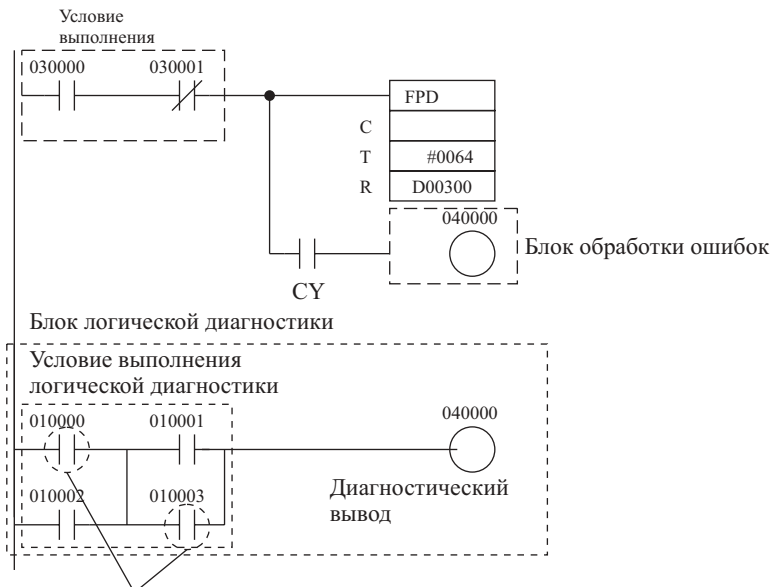 Условие
выполнения
030000 030001
FPD
C
T #0064
R D00300
040000
Блок обработки ошибок
CY
Блок логической диагностики
Условие выполнения
логической диагностики
010000 010001 040000
010002 010003
Диагностический
вывод